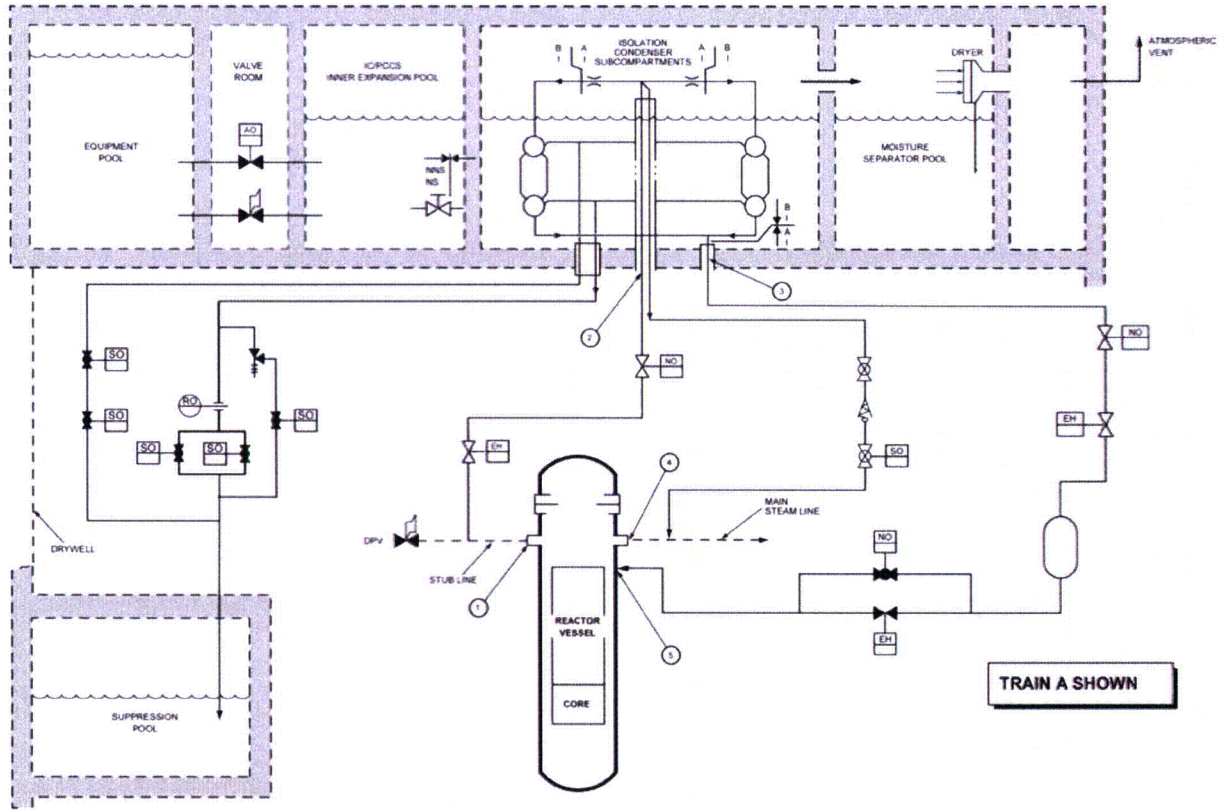 ATMOSPHERIC
VENT
B
A
ISOLATION
CONDENSER
SUBCOMPARTMENTS
A
B
DRYER
VALVE
ROOM
IC/PCCS
INNER EXPANSION POOL
AO
EQUIPMENT
POOL
MOISTURE
SEPARATOR POOL
NNS
NS
B
A
3
2
SO
NO
NO
RO
SO
SO
EH
SO
SO
EH
SO
4
MAIN
STEAM LINE
DRYWELL
DPV
STUB LINE
NO
1
REACTOR
VESSEL
5
EH
CORE
TRAIN A SHOWN
SUPPRESSION
POOL